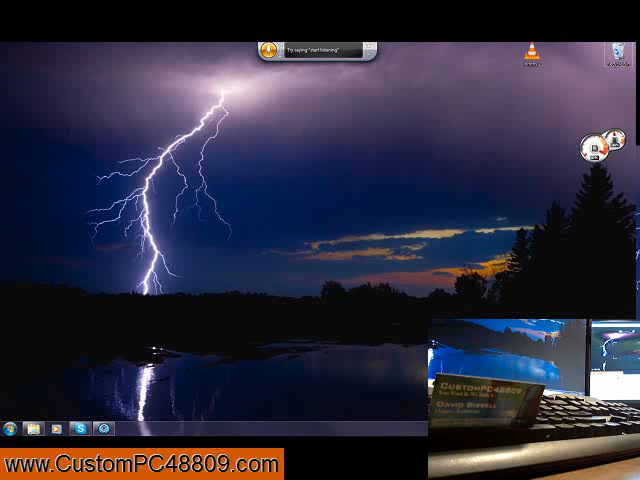 Try saying "start listening"
CUSTOMPC48809
DAVID BISSELL
www.CustomPC48809.com